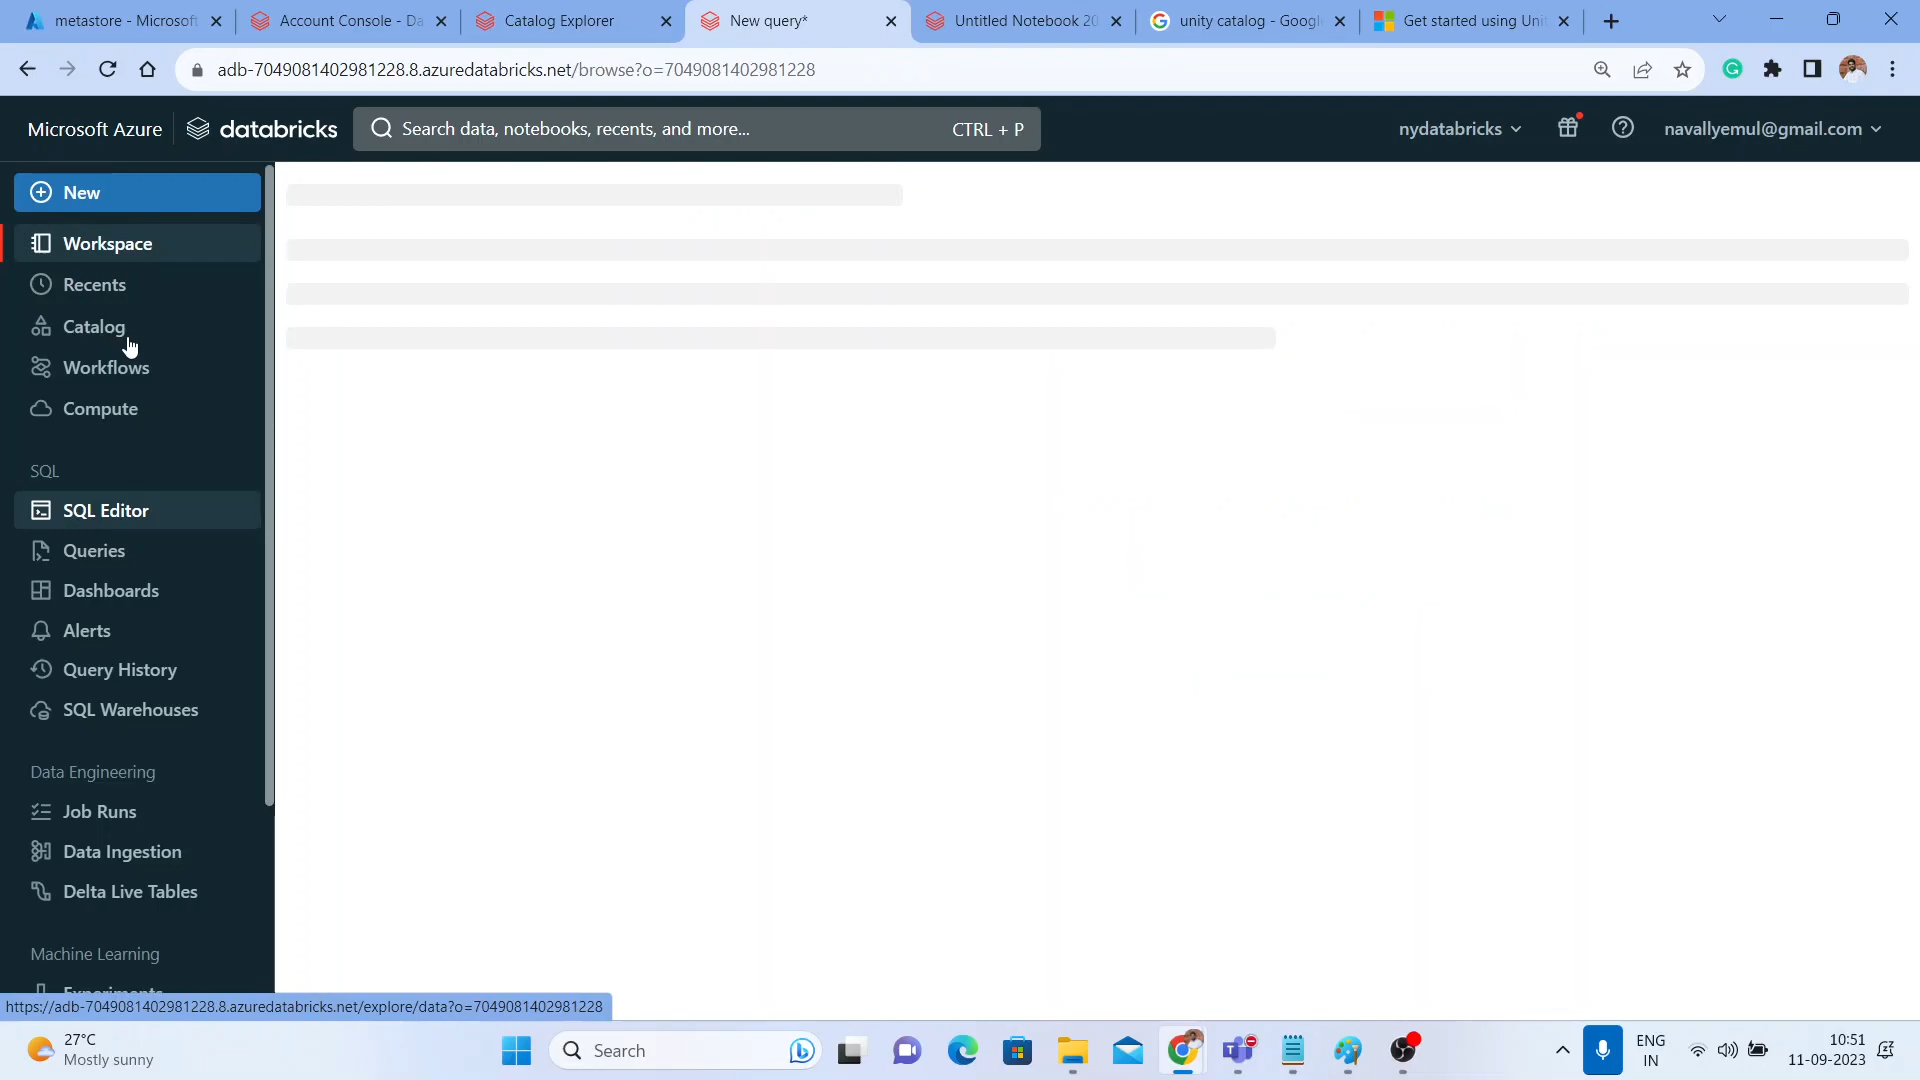 metastore - Microsoft
Account Console - Da
Catalog Explorer
New query*
Untitled Notebook 20
unity catalog - Googl
Get started using Uni
adb-7049081402981228.8.azuredatabricks.net/browse?o=7049081402981228
Microsoft Azure
databricks
Search data, notebooks, recents, and more...
CTRL + P
nydatabricks
navallyemul@gmail.com
New
Workspace
Recents
Catalog
Workflows
Compute
SQL
SQL Editor
Queries
Dashboards
Alerts
Query History
SQL Warehouses
Data Engineering
Job Runs
Data Ingestion
Delta Live Tables
Machine Learning
Experiments
https://adb-7049081402981228.8.azuredatabricks.net/explore/data?o=7049081402981228
27°C
Mostly sunny
Search
ENG
IN
10:51
11-09-2023